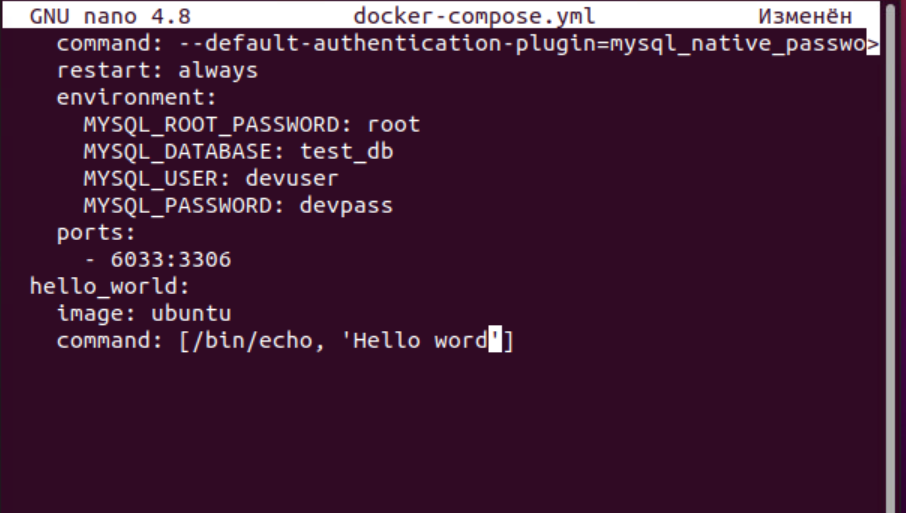 GNU nano 4.8 docker-compose.yml Изменён
command: --default-authentication-plugin=mysql_native_passwo>
restart: always
environment:
MYSQL_ROOT_PASSWORD: root
MYSQL_DATABASE: test_db
MYSQL_USER: devuser
MYSQL_PASSWORD: devpass
ports:
- 6033:3306
hello_world:
image: ubuntu
command: [/bin/echo, 'Hello word']